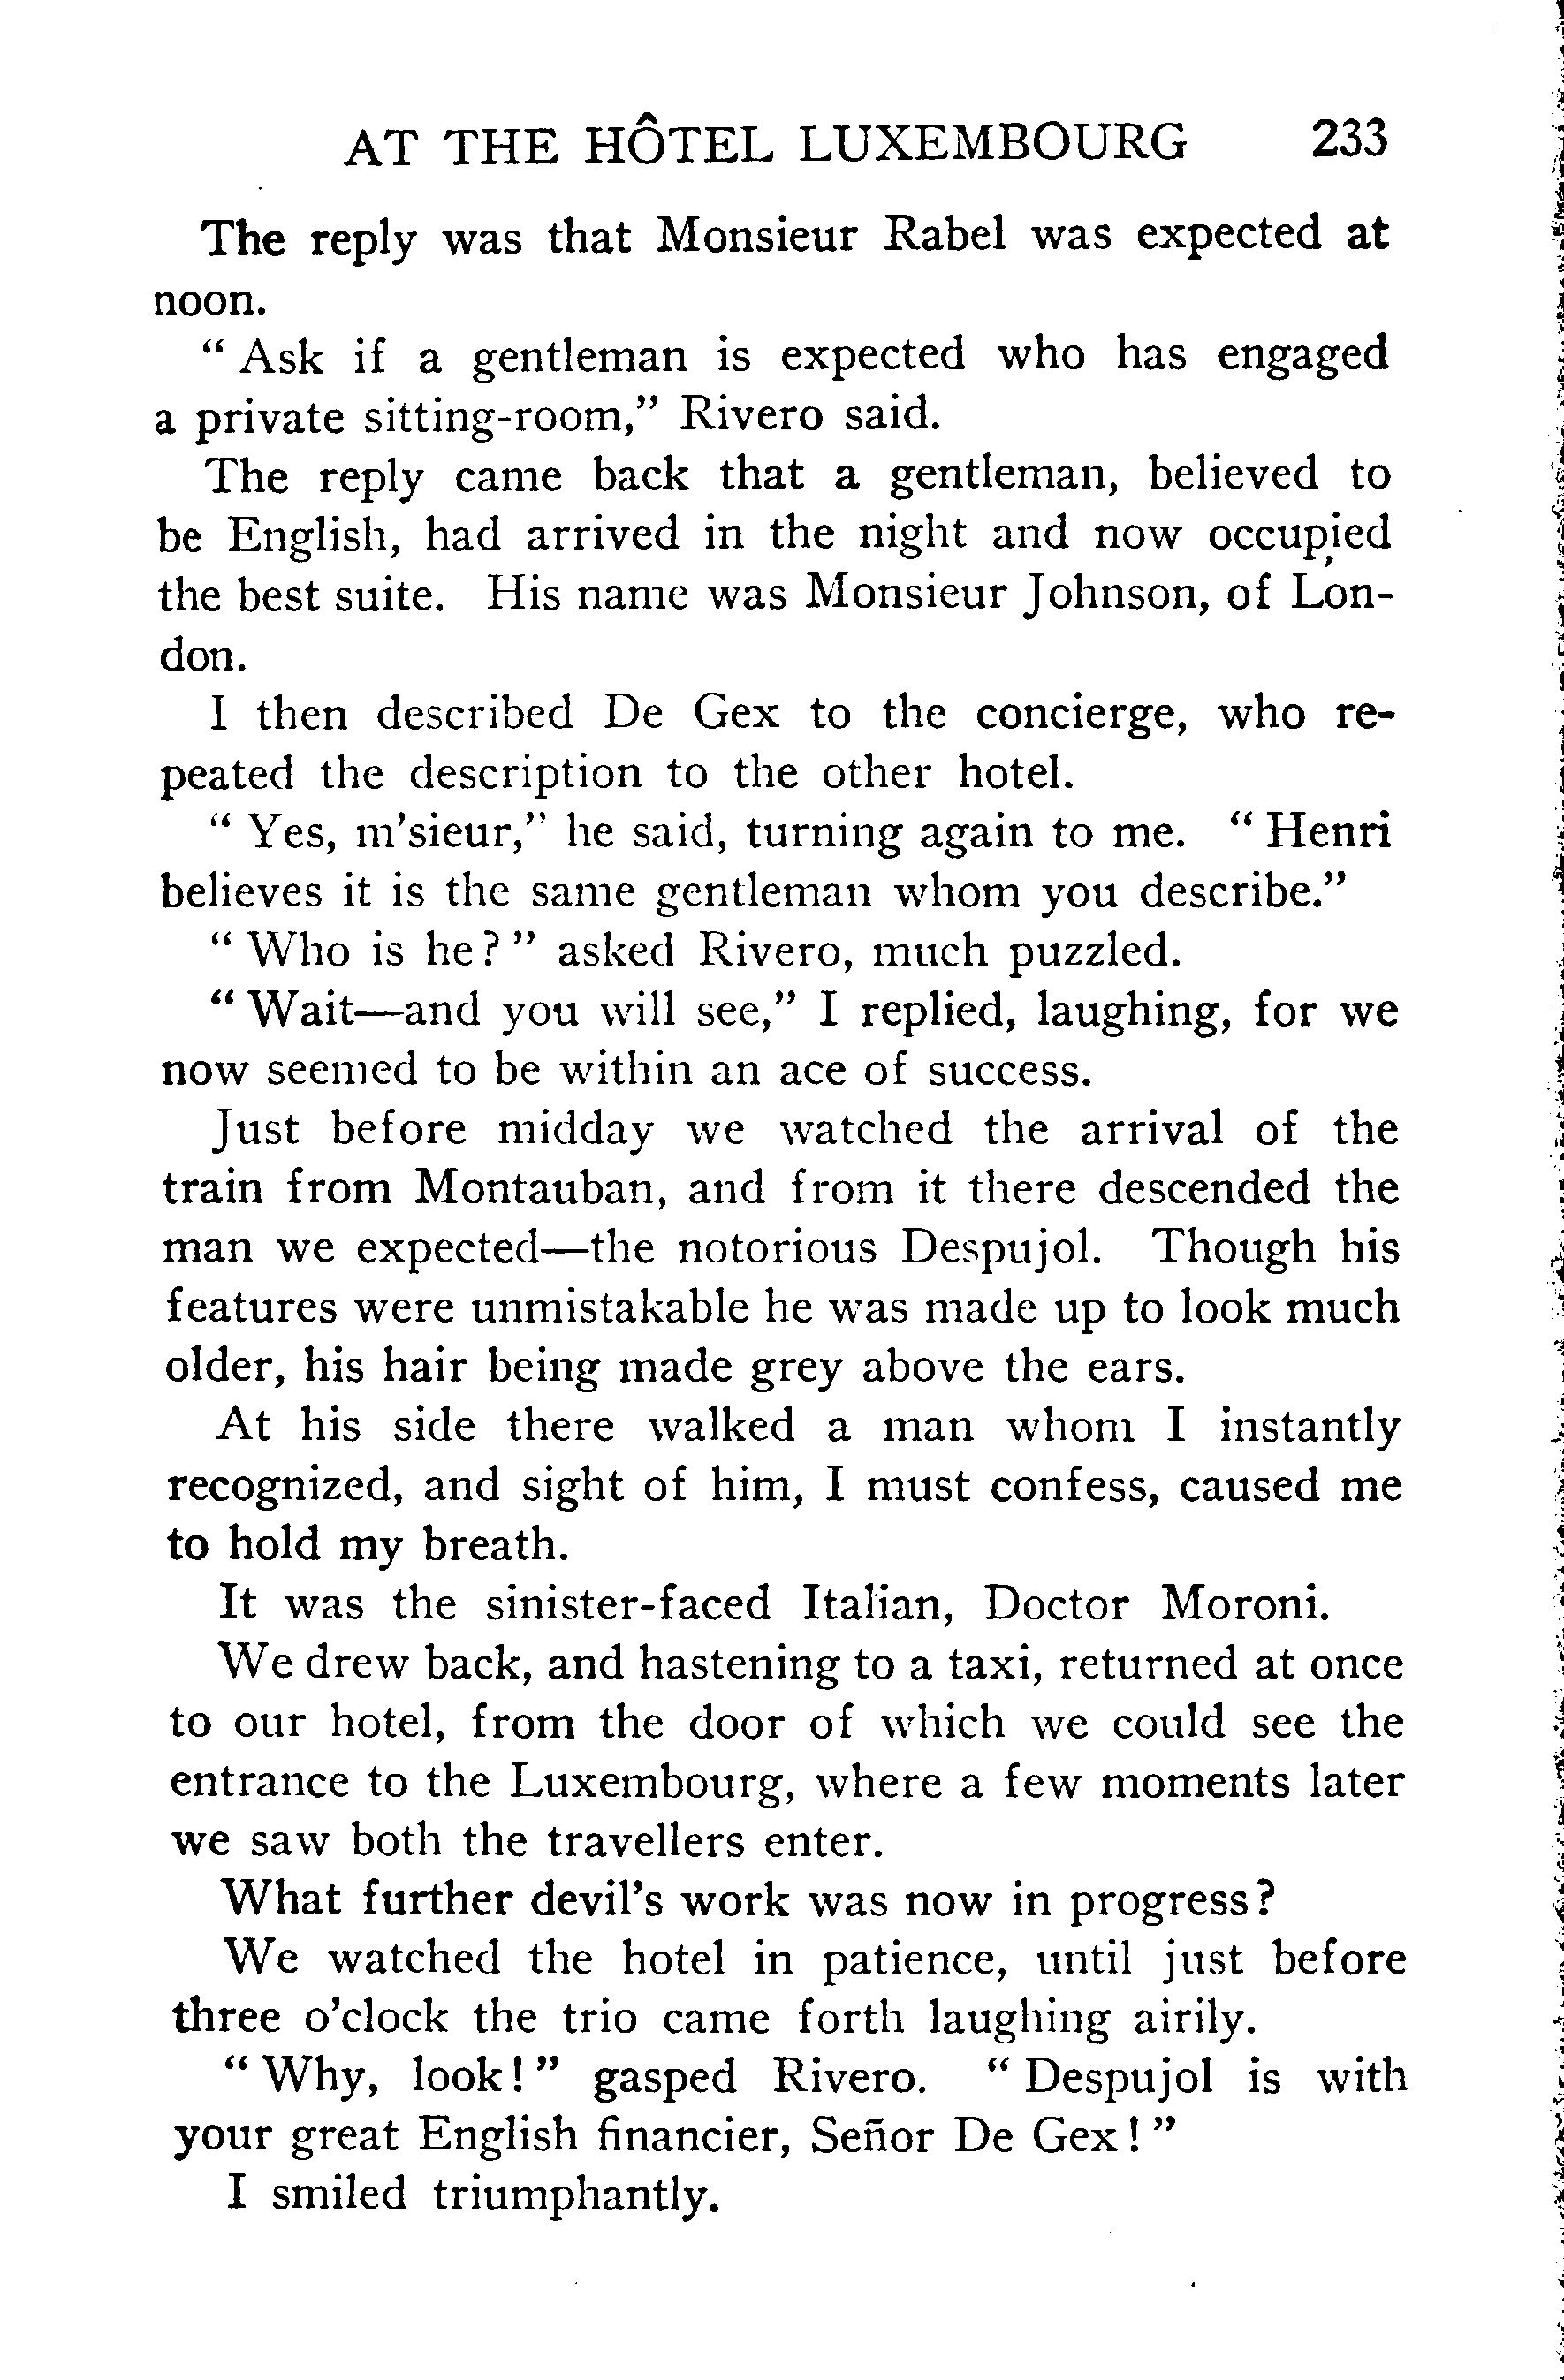 AT THE HÔTEL LUXEMBOURG 233
The reply was that Monsieur Rabel was expected at
noon.
“ Ask if a gentleman is expected who has engaged
a private sitting-room,” Rivero said.
The reply came back that a gentleman, believed to
be English, had arrived in the night and now occupied
the best suite. His name was Monsieur Johnson, of Lon-
don.
I then described De Gex to the concierge, who re-
peated the description to the other hotel.
“ Yes, m'sieur,” he said, turning again to me. “ Henri
believes it is the same gentleman whom you describe.”
“ Who is he ? ” asked Rivero, much puzzled.
“ Wait—and you will see,” I replied, laughing, for we
now seemed to be within an ace of success.
Just before midday we watched the arrival of the
train from Montauban, and from it there descended the
man we expected—the notorious Despujol. Though his
features were unmistakable he was made up to look much
older, his hair being made grey above the ears.
At his side there walked a man whom I instantly
recognized, and sight of him, I must confess, caused me
to hold my breath.
It was the sinister-faced Italian, Doctor Moroni.
We drew back, and hastening to a taxi, returned at once
to our hotel, from the door of which we could see the
entrance to the Luxembourg, where a few moments later
we saw both the travellers enter.
What further devil's work was now in progress ?
We watched the hotel in patience, until just before
three o'clock the trio came forth laughing airily.
“ Why, look ! ” gasped Rivero. “ Despujol is with
your great English financier, Señor De Gex ! ”
I smiled triumphantly.